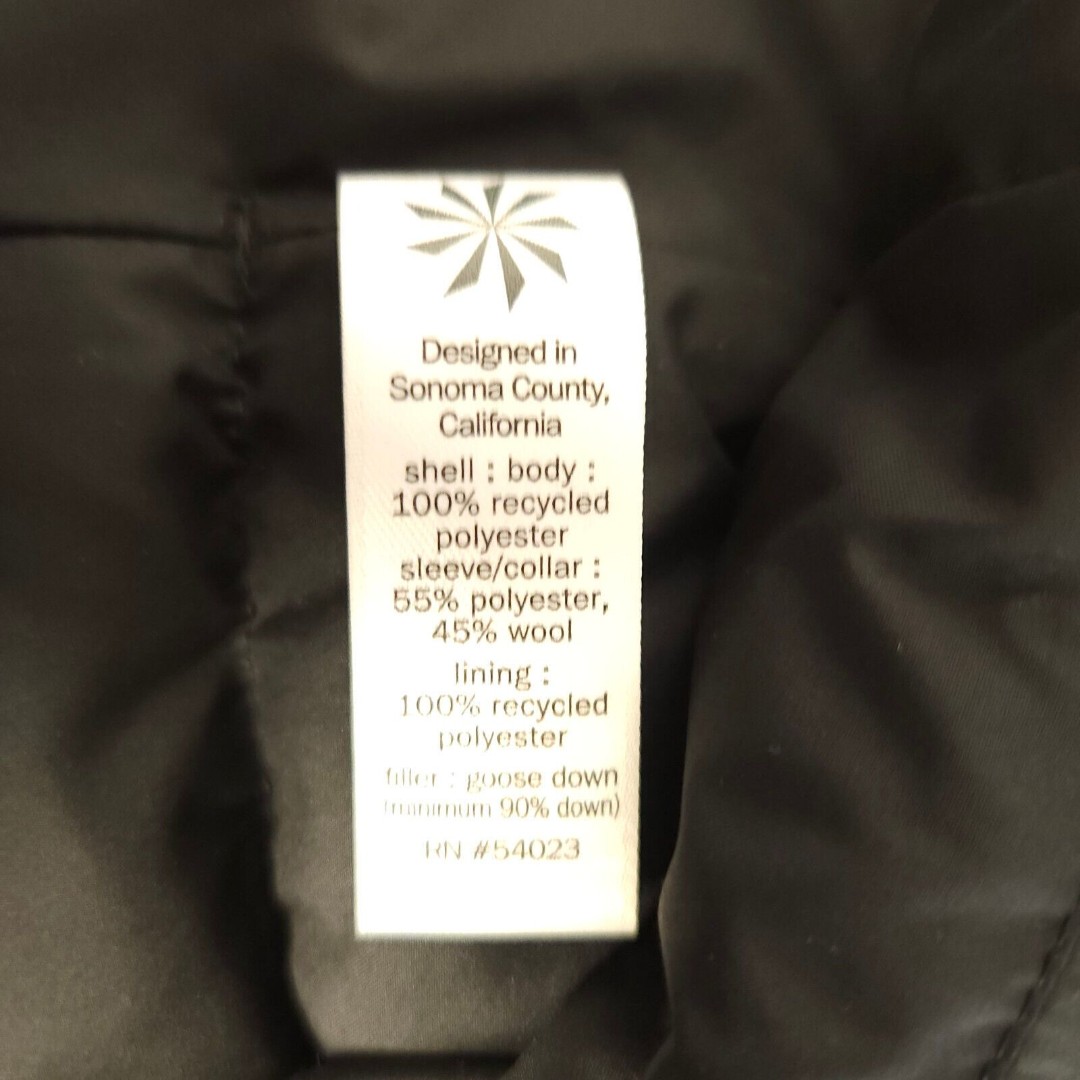 Designed in
Sonoma County,
California
shell : body :
100% recycled
polyester
sleeve/collar :
55% polyester,
45% wool
lining :
100% recycled
polyester
filler : goose down
(minimum 90% down)
RN #54023